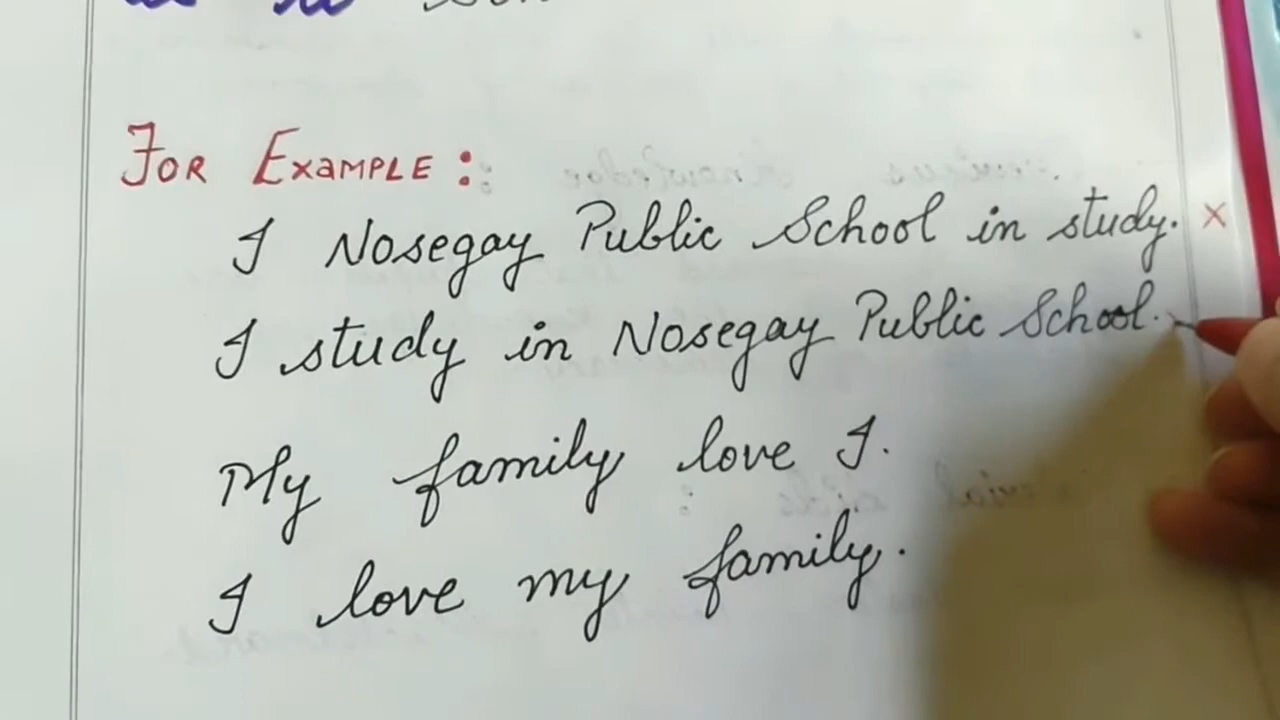 FOR EXAMPLE :
I Nosegay Public School in study. ×
I study in Nosegay Public School.
My family love I.
I love my family.